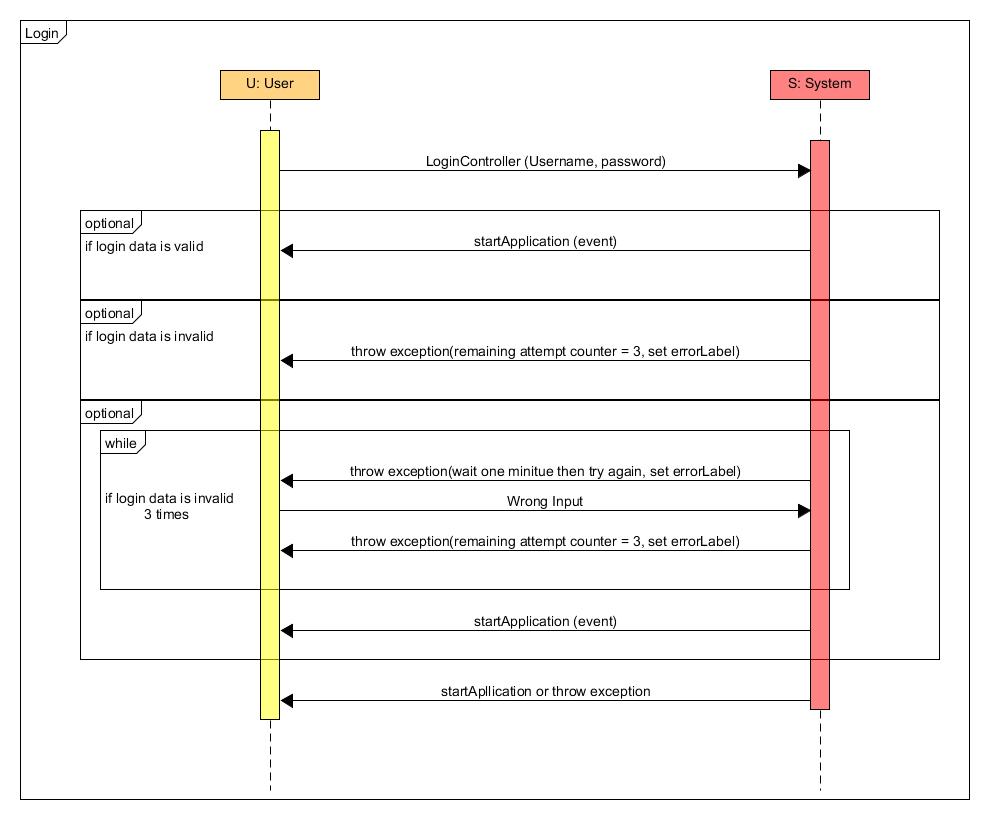 Login
U: User
S: System
LoginController (Username, password)
optional
if login data is valid
startApplication (event)
optional
if login data is invalid
throw exception(remaining attempt counter = 3, set errorLabel)
optional
while
throw exception(wait one minitue then try again, set errorLabel)
if login data is invalid
3 times
Wrong Input
throw exception(remaining attempt counter = 3, set errorLabel)
startApplication (event)
startApllication or throw exception